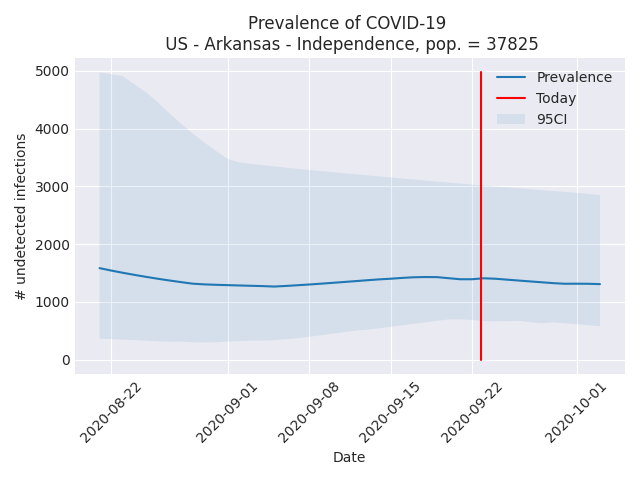 Prevalence of COVID-19
US - Arkansas - Independence, pop. = 37825
# undetected infections
5000
4000
3000
2000
1000
0
Prevalence
Today
95CI
2020-08-22
2020-09-01
2020-09-08
2020-09-15
2020-09-22
2020-10-01
Date